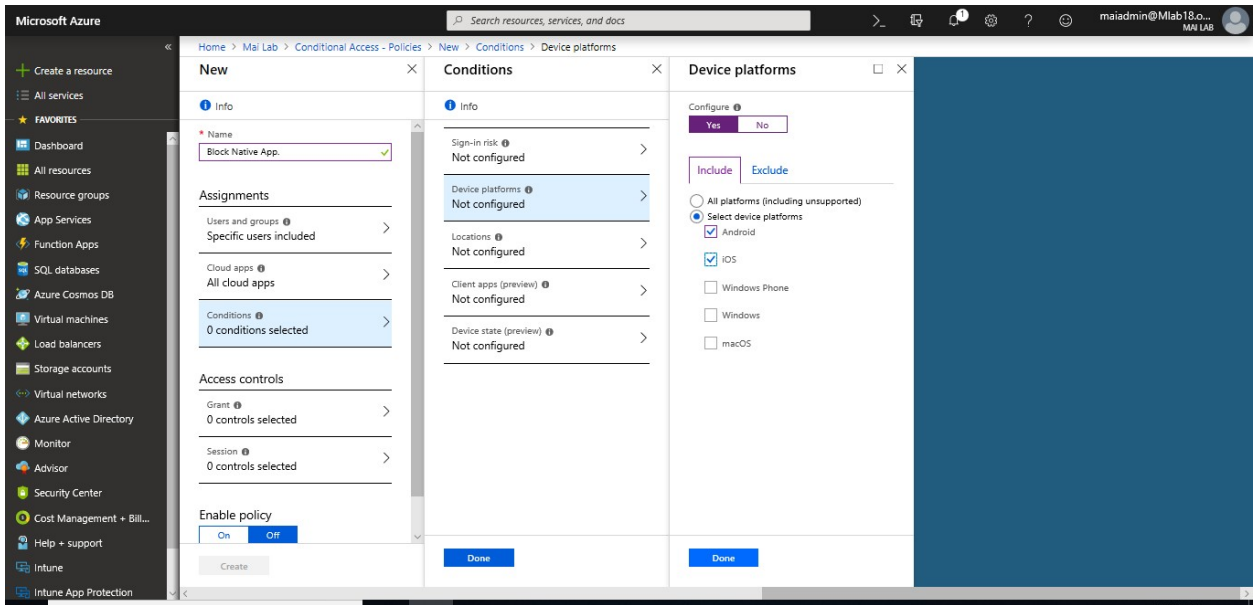 Microsoft Azure
Search resources, services, and docs
1
maiadmin@Mlab18.o...
MAI LAB
Home > Mai Lab > Conditional Access - Policies > New > Conditions > Device platforms
Create a resource
All services
FAVORITES
Dashboard
All resources
Resource groups
App Services
Function Apps
SQL databases
Azure Cosmos DB
Virtual machines
Load balancers
Storage accounts
Virtual networks
Azure Active Directory
Monitor
Advisor
Security Center
Cost Management + Bill...
Help + support
Intune
Intune App Protection
New
Info
* Name
Block Native App.
Assignments
Users and groups
Specific users included
Cloud apps
All cloud apps
Conditions
0 conditions selected
Access controls
Grant
0 controls selected
Session
0 controls selected
Enable policy
On Off
Create
Conditions
Info
Sign-in risk
Not configured
Device platforms
Not configured
Locations
Not configured
Client apps (preview)
Not configured
Device state (preview)
Not configured
Done
Device platforms
Configure
Yes No
Include Exclude
All platforms (including unsupported)
Select device platforms
Android
iOS
Windows Phone
Windows
macOS
Done